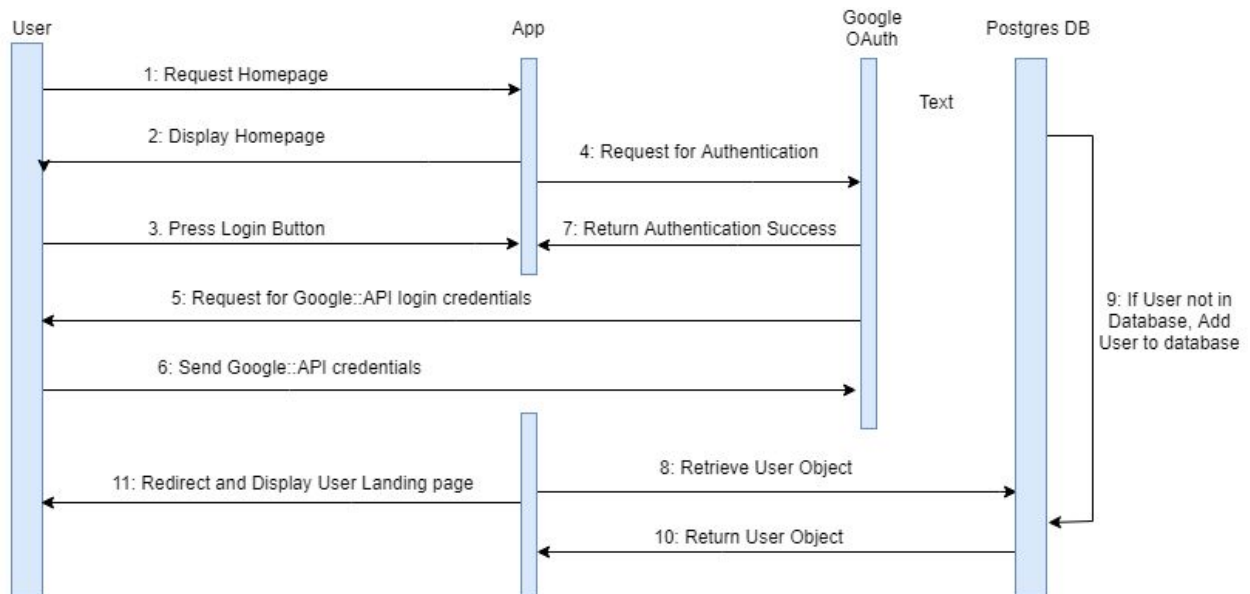 User
App
Google
OAuth
Postgres DB
1: Request Homepage
Text
2: Display Homepage
4: Request for Authentication
3. Press Login Button
7: Return Authentication Success
5: Request for Google::API login credentials
9: If User not in
Database, Add
User to database
6: Send Google::API credentials
8: Retrieve User Object
11: Redirect and Display User Landing page
10: Return User Object